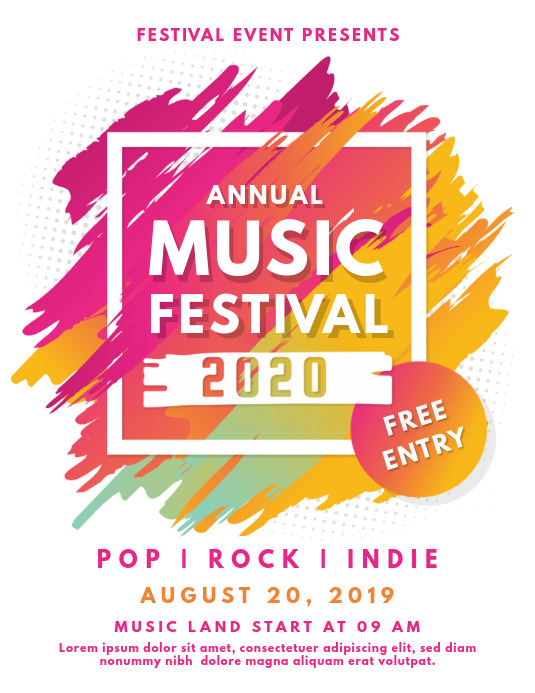 FESTIVAL EVENT PRESENTS
ANNUAL
MUSIC
FESTIVAL
2020
FREE
ENTRY
POP | ROCK | INDIE
AUGUST 20, 2019
MUSIC LAND START AT 09 AM
Lorem ipsum dolor sit amet, consectetuer adipiscing elit, sed diam
nonummy nibh  dolore magna aliquam erat volutpat.